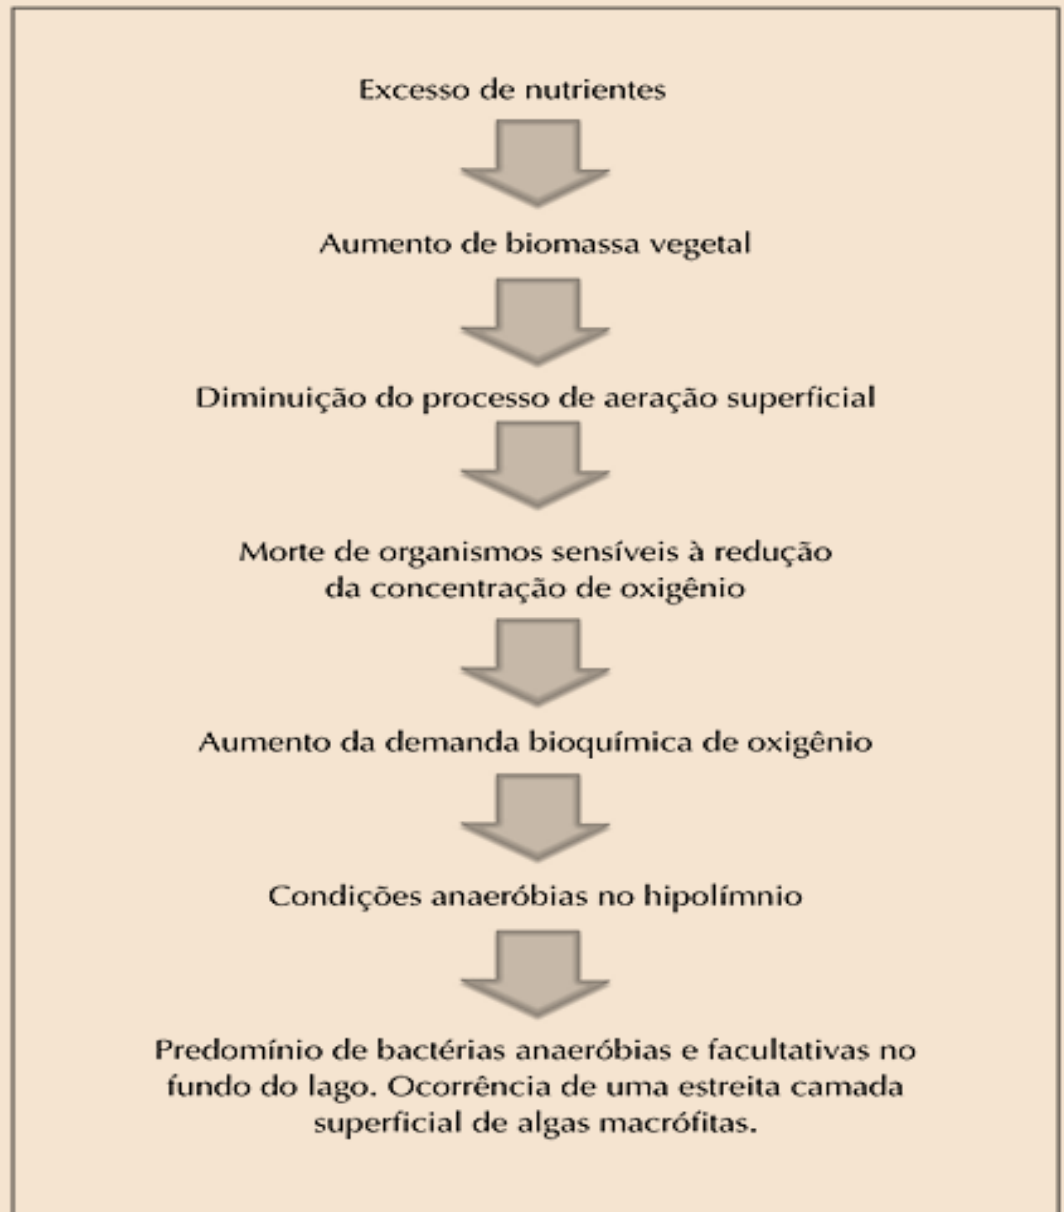 Excesso de nutrientes
Aumento de biomassa vegetal
Diminuição do processo de aeração superficial
Morte de organismos sensíveis à redução
da concentração de oxigênio
Aumento da demanda bioquímica de oxigênio
Condições anaeróbias no hipolímnio
Predomínio de bactérias anaeróbias e facultativas no
fundo do lago. Ocorrência de uma estreita camada
superficial de algas macrófitas.